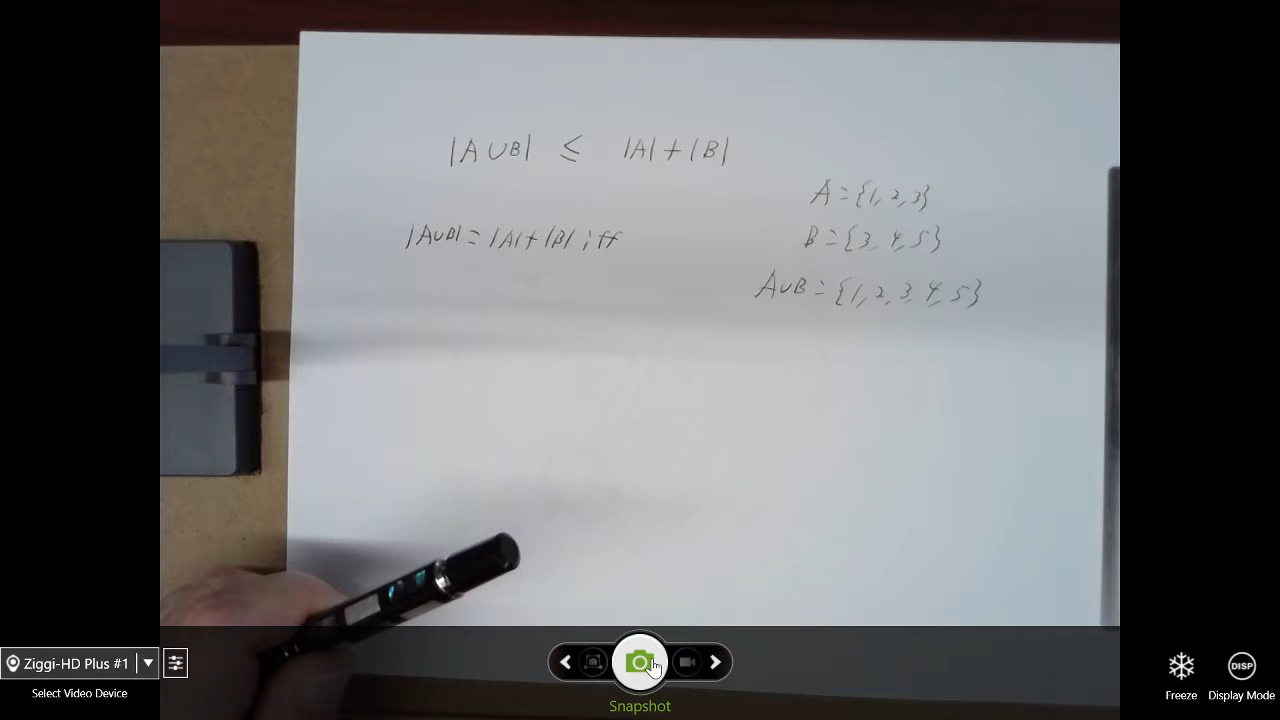 |A∪B| ≤ |A|+|B|
A={1,2,3}
|A∪B|=|A|+|B| iff
B={3,4,5}
A∪B={1,2,3,4,5}
Ziggi-HD Plus #1
Select Video Device
Snapshot
Freeze
DISP
Display Mode